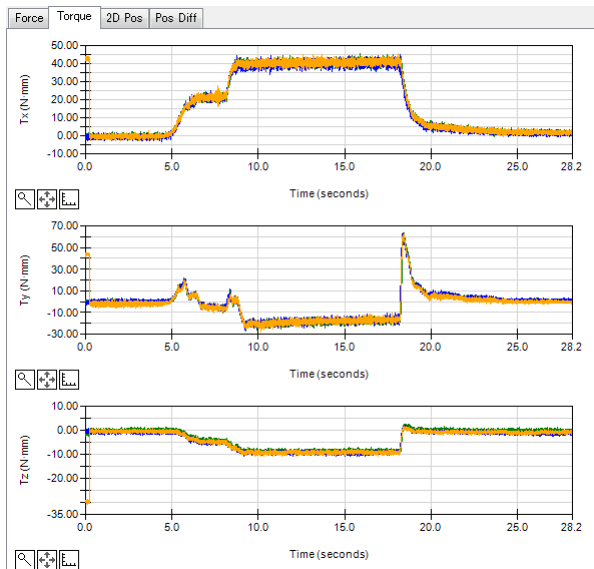 Force Torque 2D Pos Pos Diff
50.00
40.00
30.00
20.00
10.00
0.00
-10.00
Tx (N·mm)
0.0 5.0 10.0 15.0 20.0 25.0 28.2
Time (seconds)
70.00
50.00
30.00
10.00
-10.00
-30.00
Ty (N·mm)
0.0 5.0 10.0 15.0 20.0 25.0 28.2
Time (seconds)
10.00
0.00
-10.00
-20.00
-35.00
Tz (N·mm)
0.0 5.0 10.0 15.0 20.0 25.0 28.2
Time (seconds)